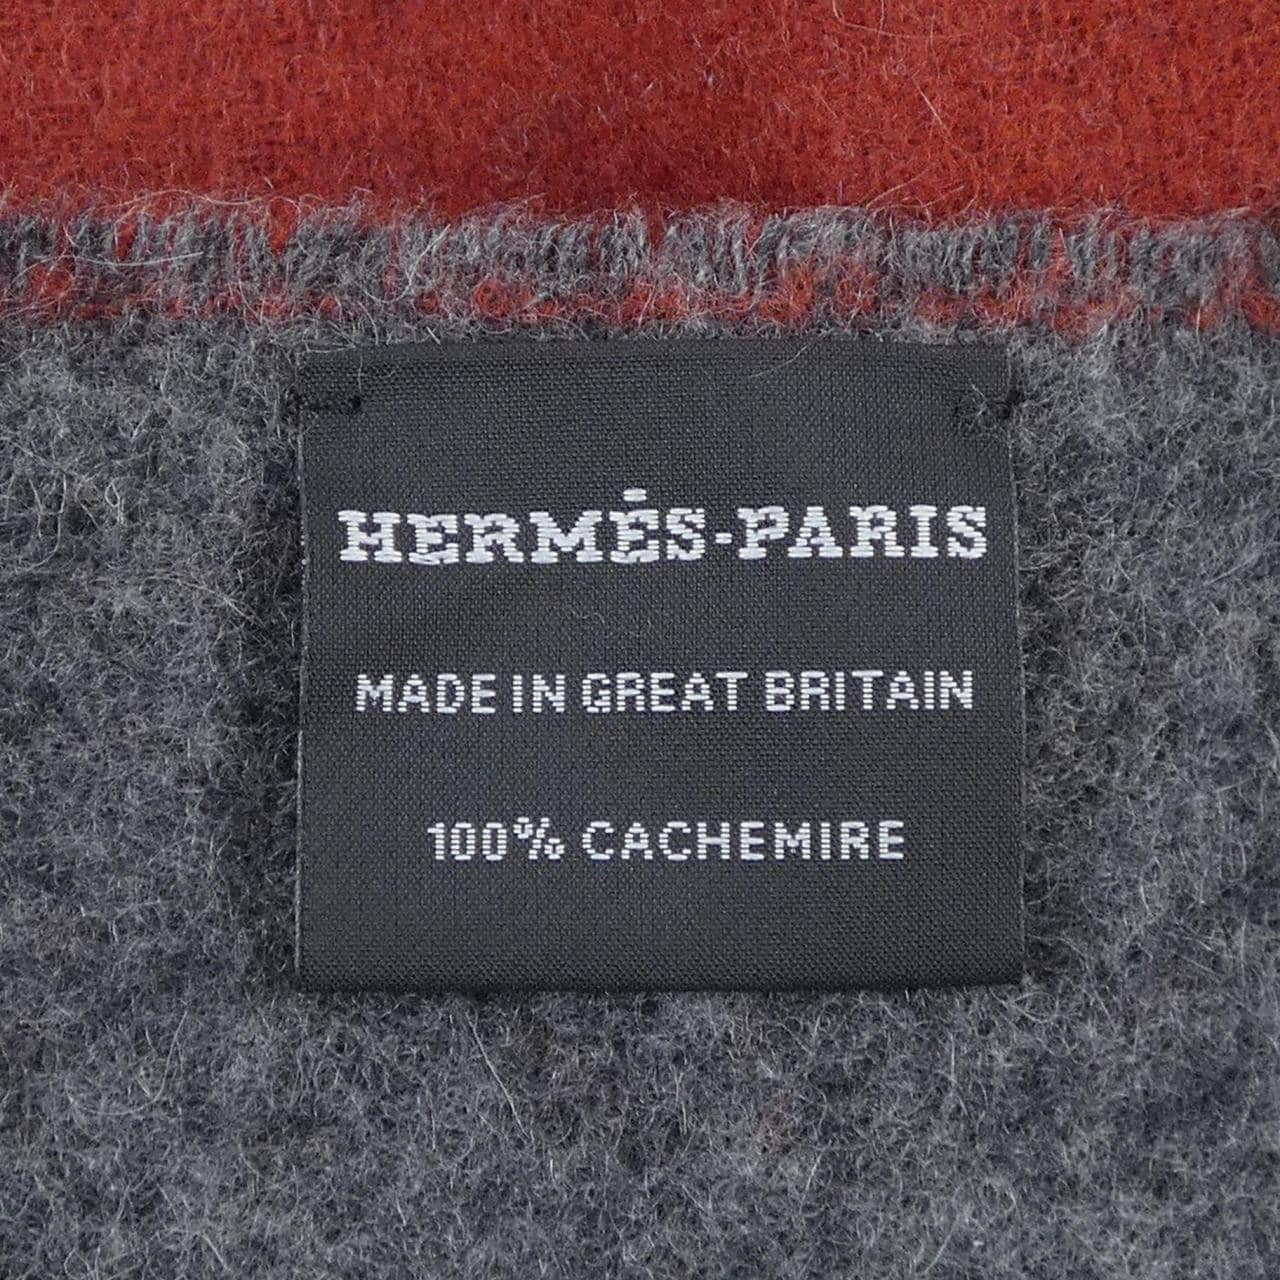 HERMÈS-PARIS
MADE IN GREAT BRITAIN
100% CACHEMIRE